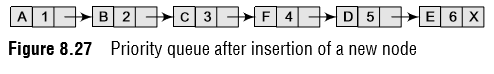 A 1 B 2 C 3 F 4 D 5 E 6 X
Figure 8.27 Priority queue after insertion of a new node